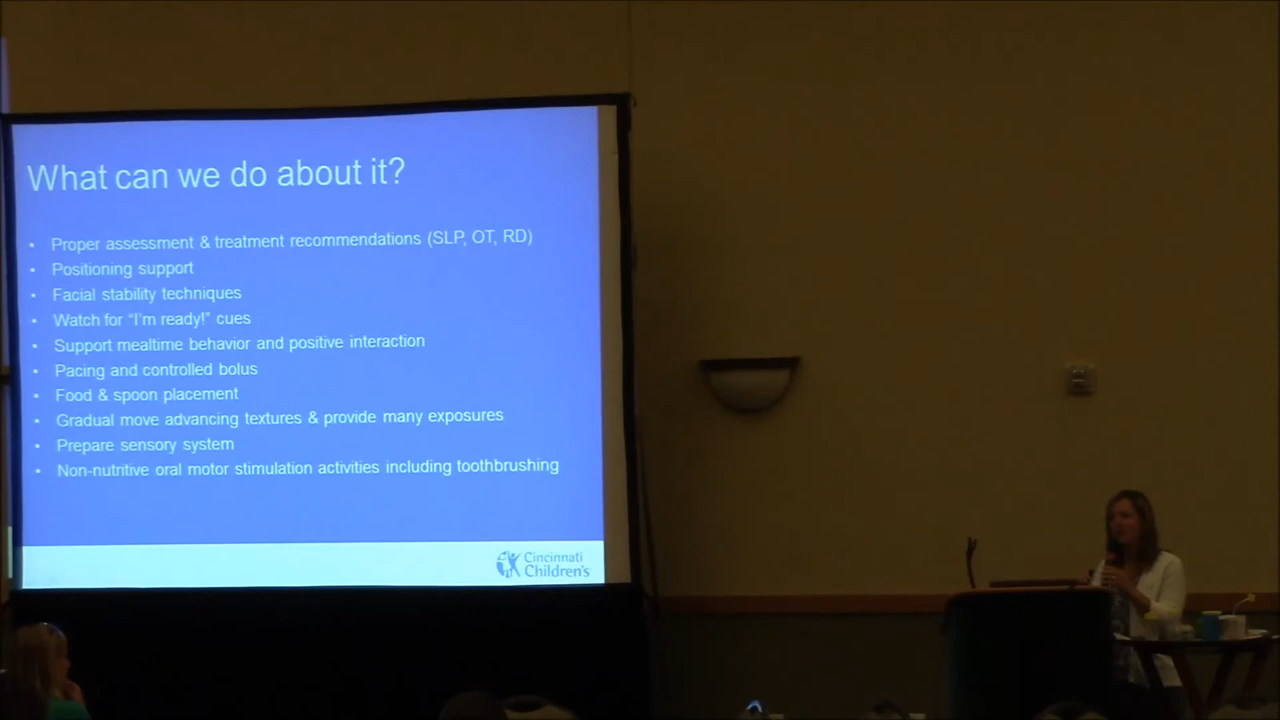 What can we do about it?
• Proper assessment & treatment recommendations (SLP, OT, RD)
• Positioning support
• Facial stability techniques
• Watch for “I’m ready!” cues
• Support mealtime behavior and positive interaction
• Pacing and controlled bolus
• Food & spoon placement
• Gradual move advancing textures & provide many exposures
• Prepare sensory system
• Non-nutritive oral motor stimulation activities including toothbrushing
Cincinnati
Children's